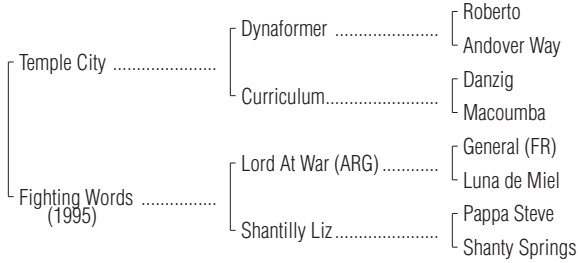 Roberto
Dynaformer ........................
Andover Way
Temple City ........................
Danzig
Curriculum..........................
Macoumba
General (FR)
Lord At War (ARG) ............
Luna de Miel
Fighting Words .................
(1995)
Pappa Steve
Shantilly Liz........................
Shanty Springs